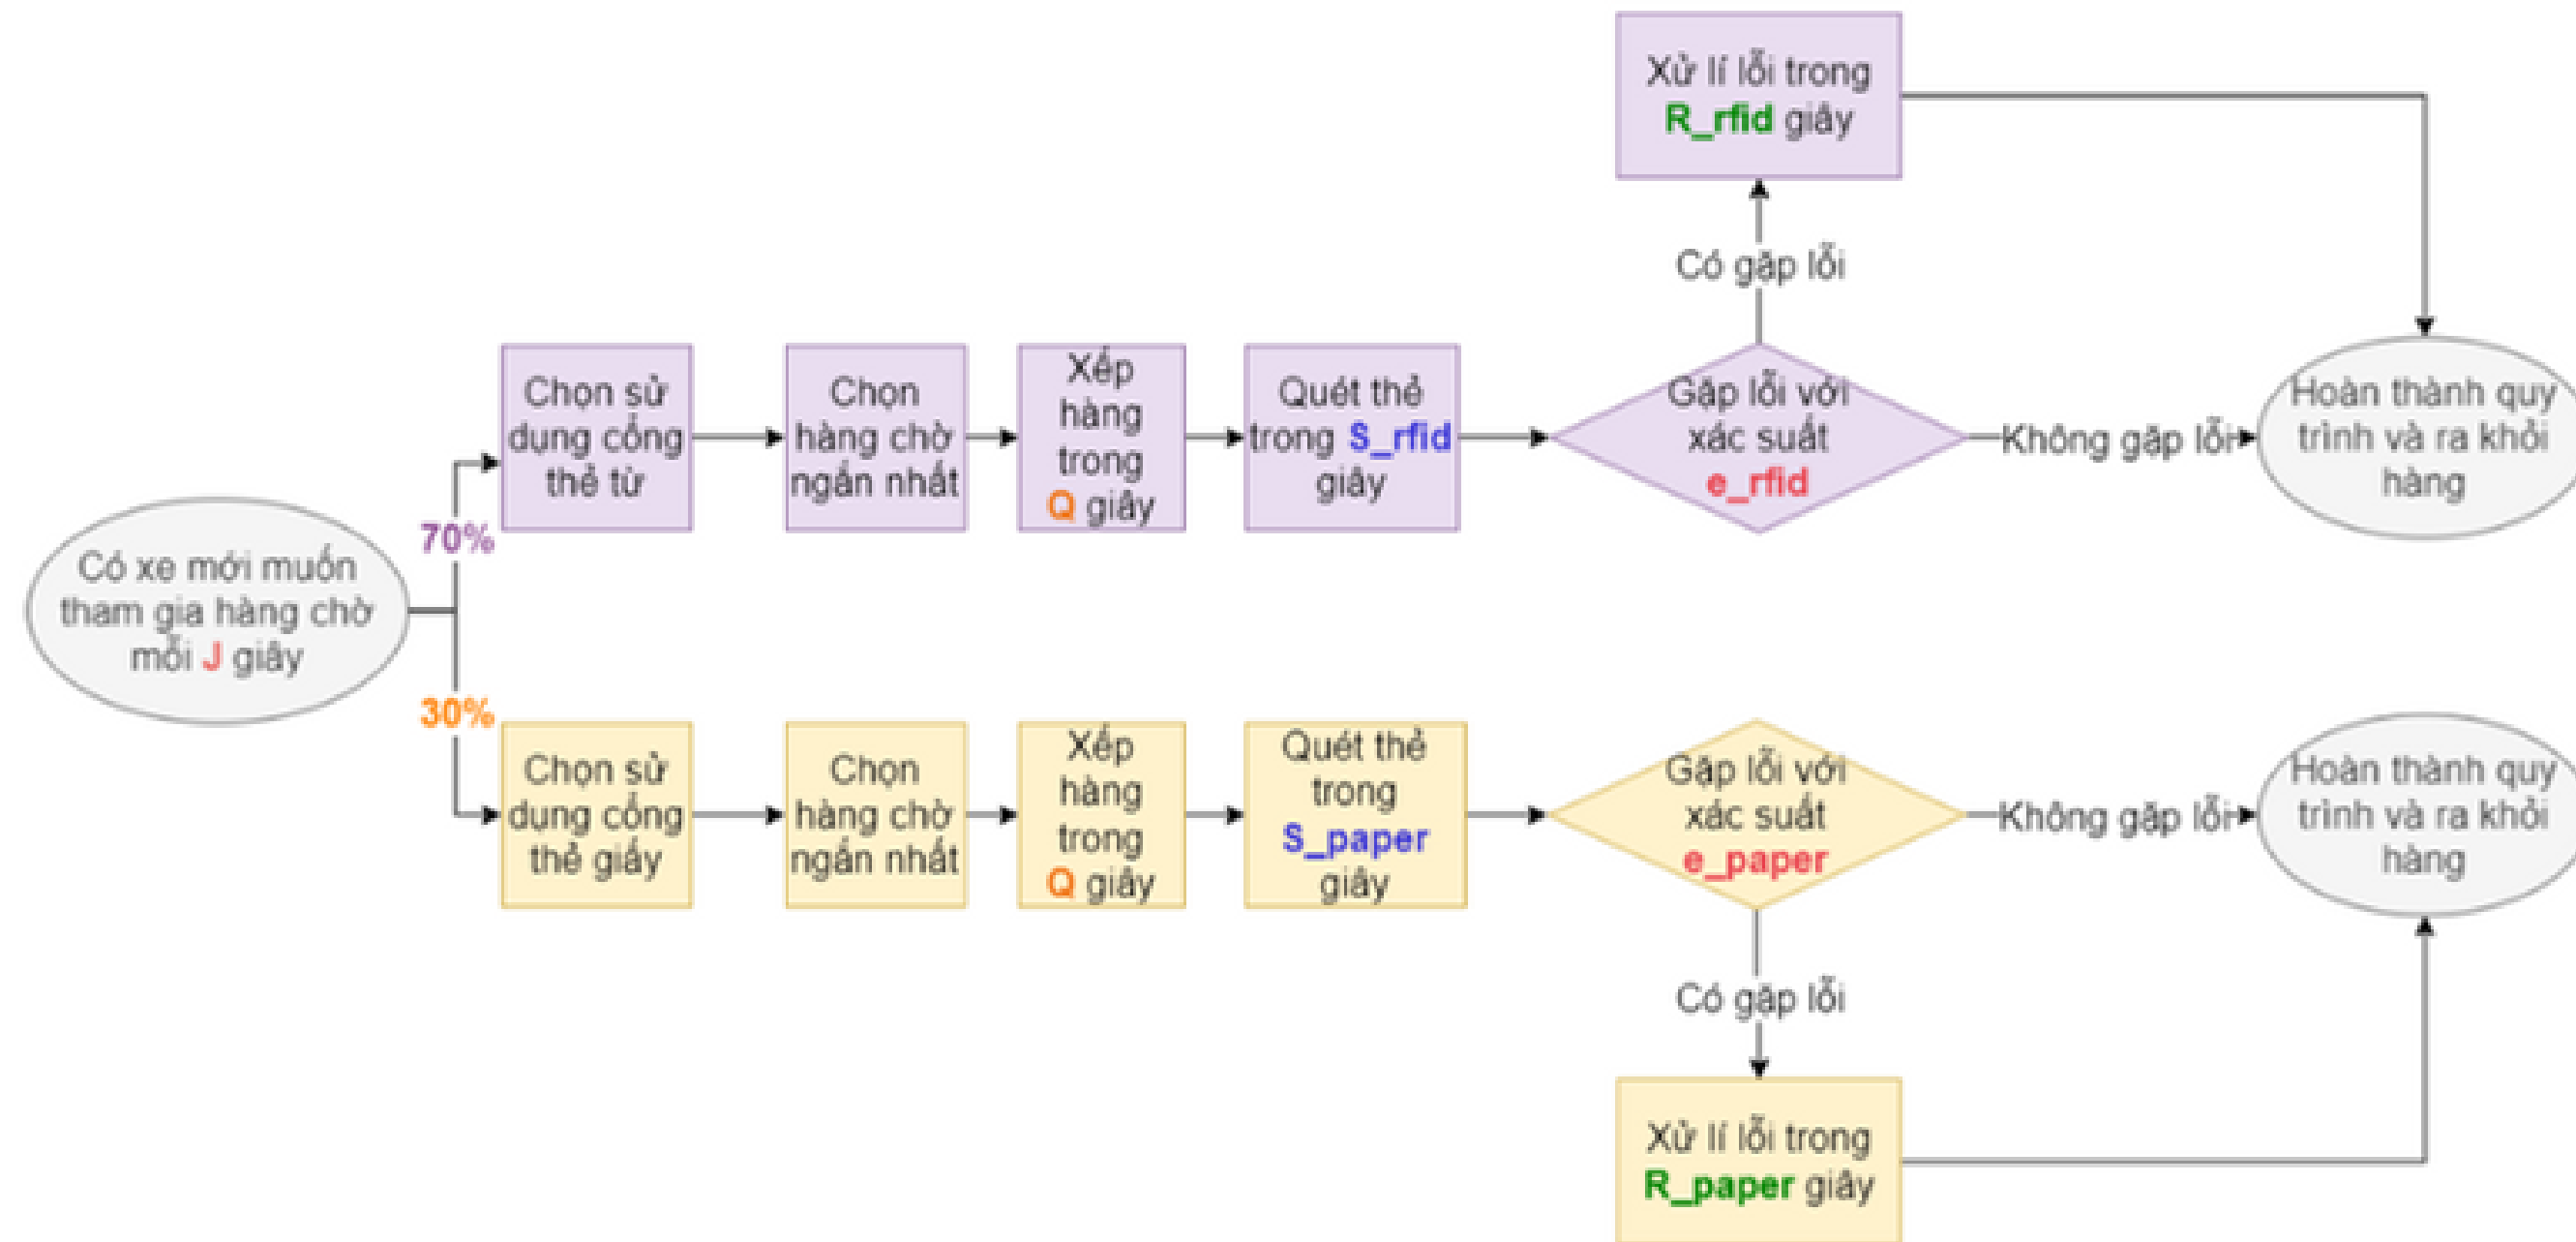 Xử lí lỗi trong
R_rfid giây
Có gặp lỗi
Chọn sử
dụng cổng
thẻ từ
Chọn
hàng chờ
ngắn nhất
Xếp
hàng
trong
Q giây
Quét thẻ
trong S_rfid
giây
Gặp lỗi với
xác suất
e_rfid
Không gặp lỗi
Hoàn thành quy
trình và ra khỏi
hàng
70%
Có xe mới muốn
tham gia hàng chờ
mỗi J giây
30%
Chọn sử
dụng cổng
thẻ giấy
Chọn
hàng chờ
ngắn nhất
Xếp
hàng
trong
Q giây
Quét thẻ
trong
S_paper
giây
Gặp lỗi với
xác suất
e_paper
Không gặp lỗi
Hoàn thành quy
trình và ra khỏi
hàng
Có gặp lỗi
Xử lí lỗi trong
R_paper giây